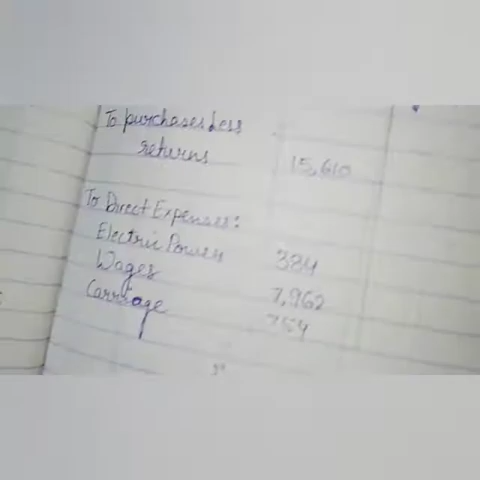 To purchases Less
returns 15,610
To Direct Expenses:
Electric Power 384
Wages 7,962
Carriage 754